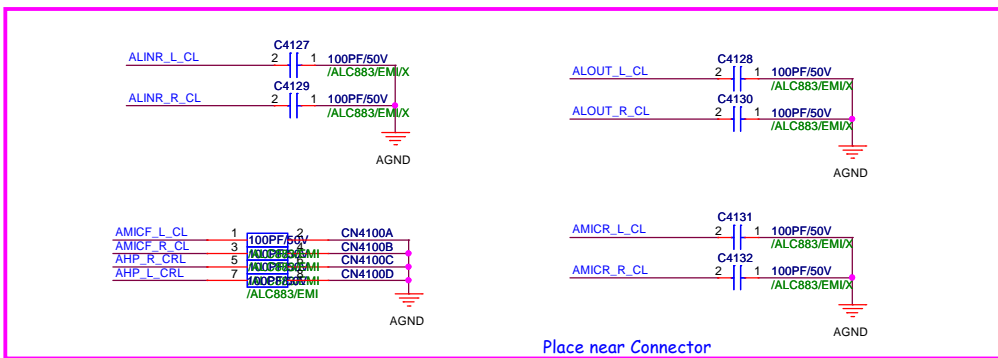 C4127
ALINR_L_CL 2 1 100PF/50V
/ALC883/EMI/X
C4129
ALINR_R_CL 2 1 100PF/50V
/ALC883/EMI/X
AGND
C4128
ALOUT_L_CL 2 1 100PF/50V
/ALC883/EMI/X
C4130
ALOUT_R_CL 2 1 100PF/50V
/ALC883/EMI/X
AGND
AMICF_L_CL 1 100PF/50V 2 CN4100A
AMICF_R_CL 3 4 CN4100B
AHP_R_CRL 5 6 CN4100C
AHP_L_CRL 7 8 CN4100D
/ALC883/EMI
AGND
C4131
AMICR_L_CL 2 1 100PF/50V
/ALC883/EMI/X
C4132
AMICR_R_CL 2 1 100PF/50V
/ALC883/EMI/X
AGND
Place near Connector